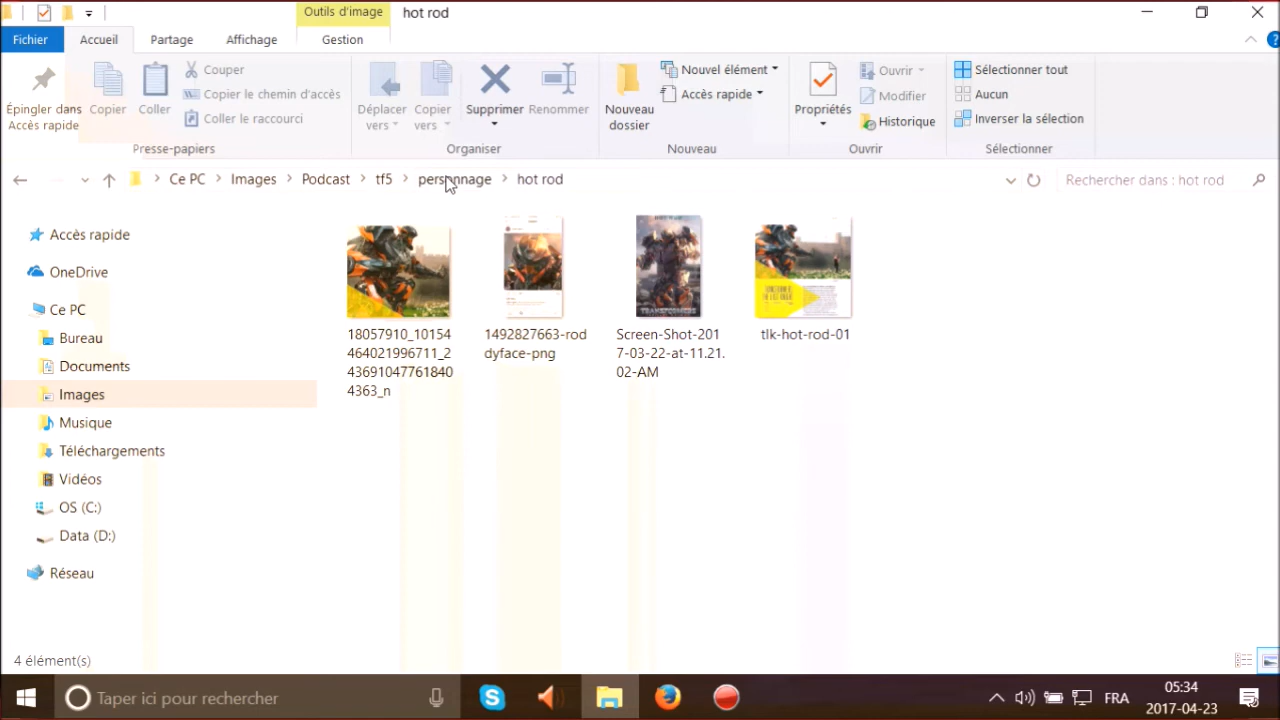 Outils d'image
hot rod
Fichier
Accueil
Partage
Affichage
Gestion
Épingler dans
Accès rapide
Copier
Coller
Couper
Copier le chemin d'accès
Coller le raccourci
Presse-papiers
Déplacer
vers
Copier
vers
Supprimer
Renommer
Organiser
Nouveau
dossier
Nouvel élément
Accès rapide
Nouveau
Propriétés
Ouvrir
Modifier
Historique
Ouvrir
Sélectionner tout
Aucun
Inverser la sélection
Sélectionner
Ce PC
Images
Podcast
tf5
personnage
hot rod
Rechercher dans : hot rod
Accès rapide
OneDrive
Ce PC
Bureau
Documents
Images
Musique
Téléchargements
Vidéos
OS (C:)
Data (D:)
Réseau
18057910_10154
464021996711_2
43691047761840
4363_n
1492827663-rod
dyface-png
Screen-Shot-201
7-03-22-at-11.21.
02-AM
tlk-hot-rod-01
4 élément(s)
Taper ici pour rechercher
FRA
05:34
2017-04-23